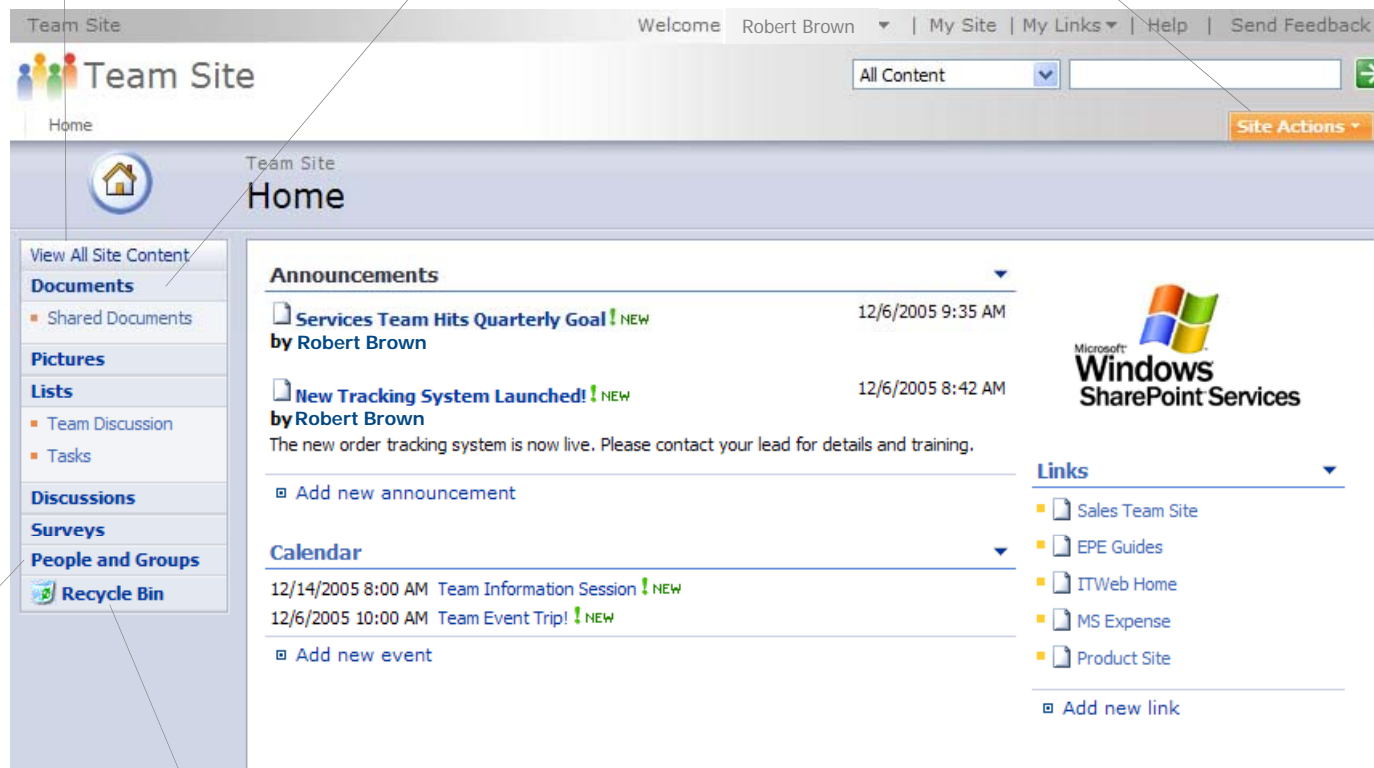 Team Site Welcome Robert Brown | My Site | My Links | Help | Send Feedback
Team Site
All Content
Home
Site Actions
Team Site
Home
View All Site Content
Documents
Shared Documents
Pictures
Lists
Team Discussion
Tasks
Discussions
Surveys
People and Groups
Recycle Bin
Announcements
Services Team Hits Quarterly Goal ! NEW 12/6/2005 9:35 AM
by Robert Brown
New Tracking System Launched! ! NEW 12/6/2005 8:42 AM
by Robert Brown
The new order tracking system is now live. Please contact your lead for details and training.
Add new announcement
Calendar
12/14/2005 8:00 AM Team Information Session ! NEW
12/6/2005 10:00 AM Team Event Trip! ! NEW
Add new event
Microsoft
Windows
SharePoint Services
Links
Sales Team Site
EPE Guides
ITWeb Home
MS Expense
Product Site
Add new link